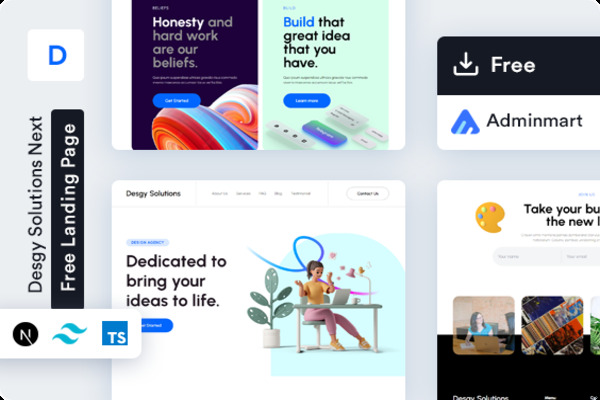 D
Desgy Solutions Next
Free Landing Page
N
TS
BELIEFS
Honesty and
hard work
are our
beliefs.
Get Started
BUILD
Build that
great idea
that you
have.
Learn more
Free
Adminmart
Desgy Solutions
About Us
Services
FAQ
Blog
Testimonial
Contact Us
DESIGN AGENCY
Dedicated to
bring your
ideas to life.
Get Started
Take your bu
the new l
Your name
Your email
Desgy Solutions
Menu